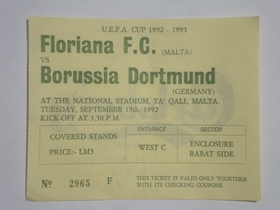 U.E.F.A. CUP 1992 - 1993
Floriana F.C. (MALTA)
VS
Borussia Dortmund
(GERMANY)
AT THE NATIONAL STADIUM, TA' QALI, MALTA.
TUESDAY, SEPTEMBER 15th, 1992
KICK-OFF AT 3.30 P.M.
COVERED STANDS
PRICE:- LM3
ENTRANCE
WEST C
SECTOR
ENCLOSURE
RABAT SIDE
No 2965 F
THIS TICKET IS VALID ONLY TOGETHER
WITH ITS CHECKING COUPONS.